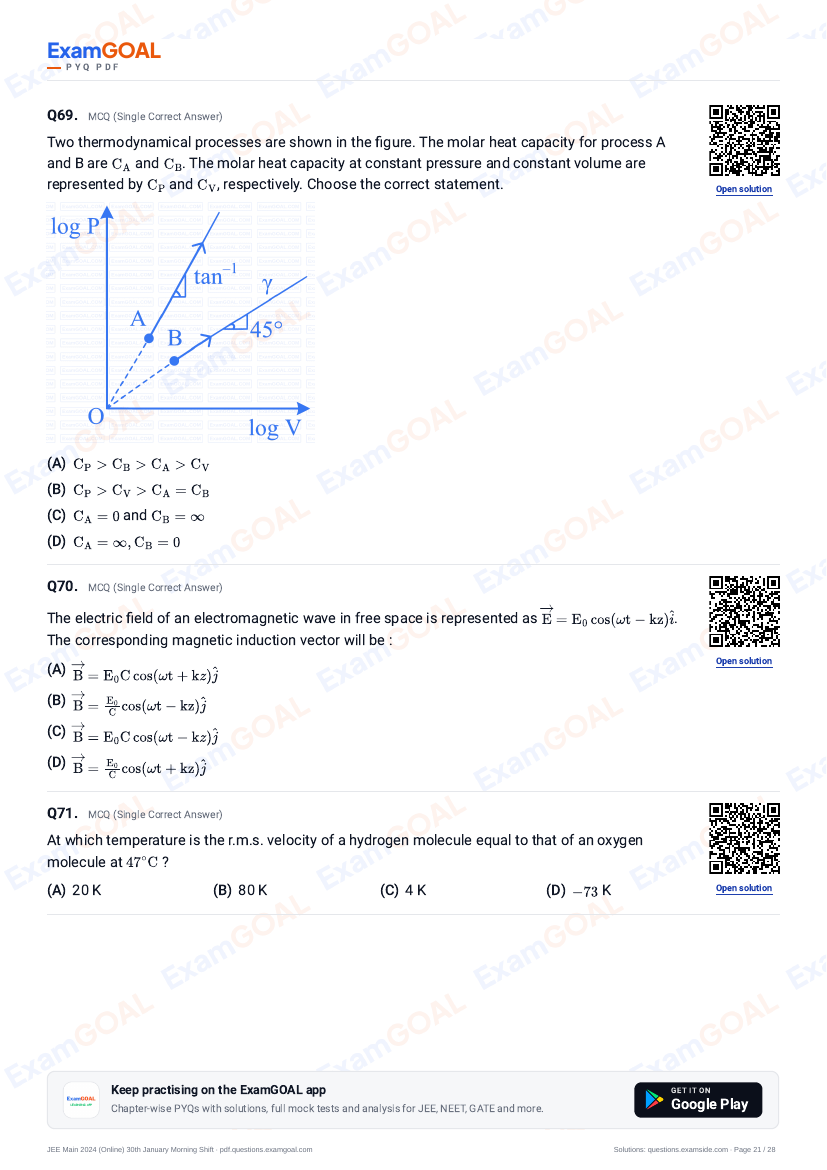 ExamGOAL
PYQ PDF
Q69. MCQ (Single Correct Answer)
Two thermodynamical processes are shown in the figure. The molar heat capacity for process A
and B are C_A and C_B. The molar heat capacity at constant pressure and constant volume are
represented by C_P and C_V, respectively. Choose the correct statement.
Open solution
log P
tan⁻¹
γ
A
B
45°
O
log V
(A) C_P > C_B > C_A > C_V
(B) C_P > C_V > C_A = C_B
(C) C_A = 0 and C_B = ∞
(D) C_A = ∞, C_B = 0
Q70. MCQ (Single Correct Answer)
The electric field of an electromagnetic wave in free space is represented as E⃗ = E₀ cos(ωt − kz)î.
The corresponding magnetic induction vector will be :
Open solution
(A) B⃗ = E₀C cos(ωt + kz)ĵ
(B) B⃗ = E₀/C cos(ωt − kz)ĵ
(C) B⃗ = E₀C cos(ωt − kz)ĵ
(D) B⃗ = E₀/C cos(ωt + kz)ĵ
Q71. MCQ (Single Correct Answer)
At which temperature is the r.m.s. velocity of a hydrogen molecule equal to that of an oxygen
molecule at 47°C ?
Open solution
(A) 20 K (B) 80 K (C) 4 K (D) −73 K
Keep practising on the ExamGOAL app
Chapter-wise PYQs with solutions, full mock tests and analysis for JEE, NEET, GATE and more.
GET IT ON
Google Play
JEE Main 2024 (Online) 30th January Morning Shift · pdf.questions.examgoal.com Solutions: questions.examside.com · Page 21 / 28